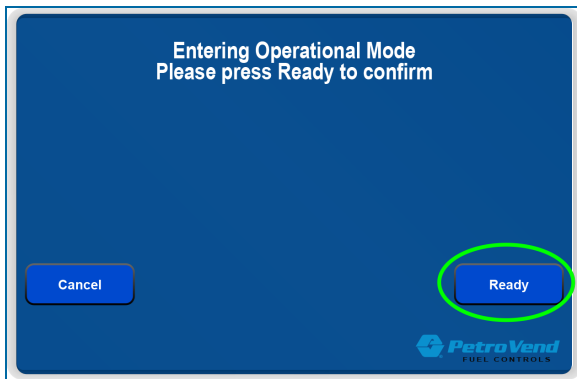 Entering Operational Mode
Please press Ready to confirm
Cancel
Ready
PetroVend
FUEL CONTROLS